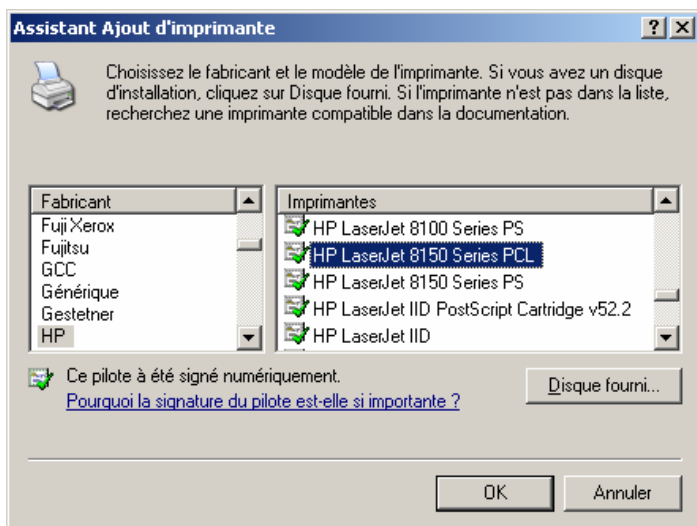 Assistant Ajout d'imprimante
Choisissez le fabricant et le modèle de l'imprimante. Si vous avez un disque
d'installation, cliquez sur Disque fourni. Si l'imprimante n'est pas dans la liste,
recherchez une imprimante compatible dans la documentation.
Fabricant
Fuji Xerox
Fujitsu
GCC
Générique
Gestetner
HP
Imprimantes
HP LaserJet 8100 Series PS
HP LaserJet 8150 Series PCL
HP LaserJet 8150 Series PS
HP LaserJet IID PostScript Cartridge v52.2
HP LaserJet IID
Ce pilote à été signé numériquement.
Pourquoi la signature du pilote est-elle si importante ?
Disque fourni...
OK
Annuler